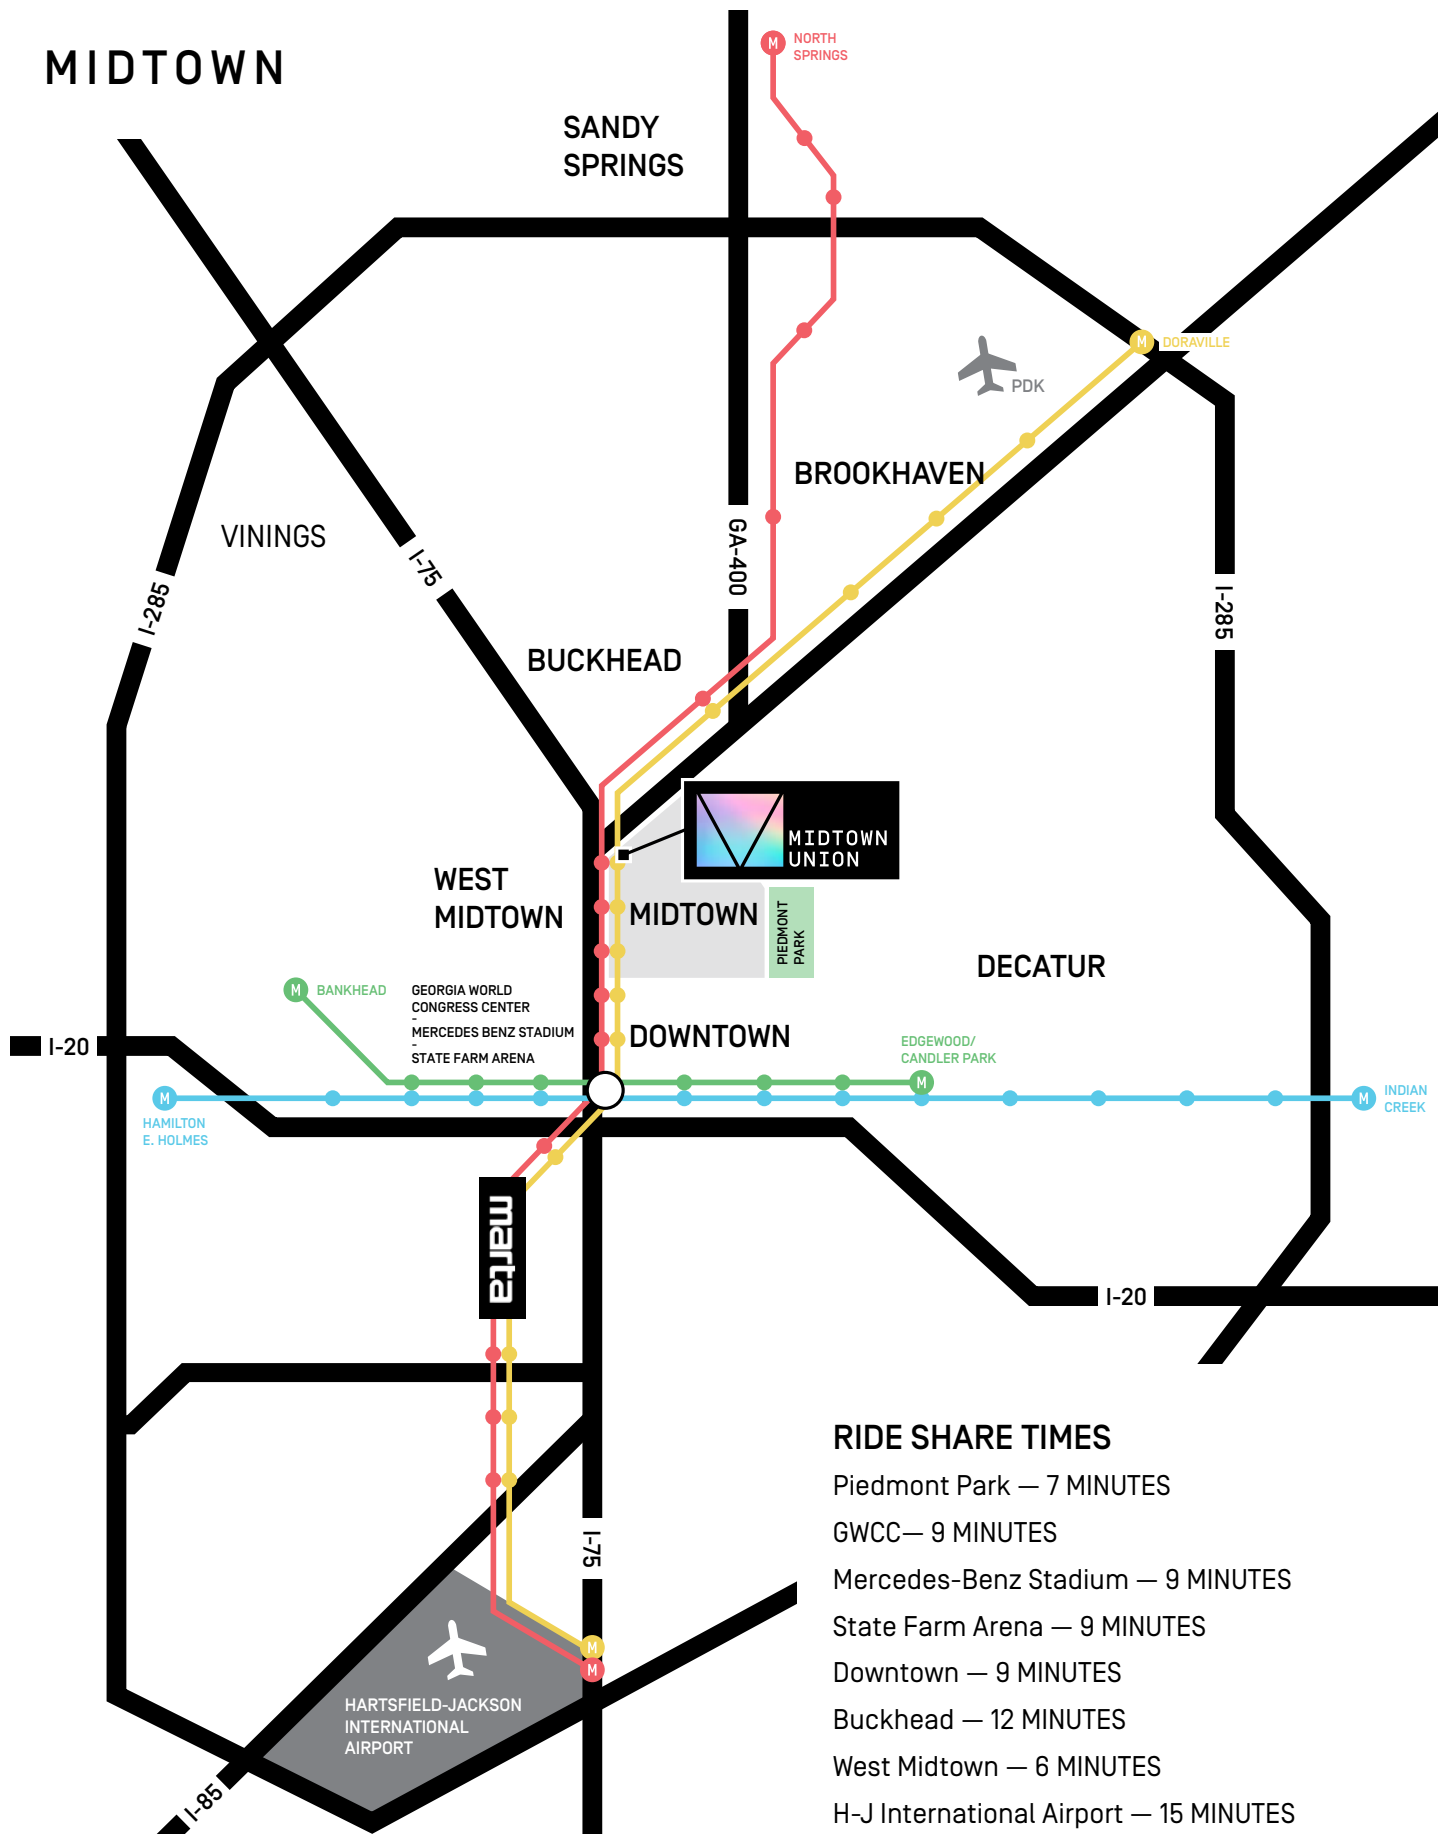 MIDTOWN
M
NORTH
SPRINGS
SANDY
SPRINGS
M
DORAVILLE
PDK
BROOKHAVEN
VININGS
I-75
GA-400
I-285
I-285
BUCKHEAD
MIDTOWN
UNION
WEST
MIDTOWN
MIDTOWN
PIEDMONT
PARK
DECATUR
M
BANKHEAD
GEORGIA WORLD
CONGRESS CENTER
-
MERCEDES BENZ STADIUM
-
STATE FARM ARENA
DOWNTOWN
I-20
EDGEWOOD/
CANDLER PARK
M
M
HAMILTON
E. HOLMES
M
INDIAN
CREEK
marta
I-20
I-75
M
M
HARTSFIELD-JACKSON
INTERNATIONAL
AIRPORT
I-85
RIDE SHARE TIMES
Piedmont Park — 7 MINUTES
GWCC— 9 MINUTES
Mercedes-Benz Stadium — 9 MINUTES
State Farm Arena — 9 MINUTES
Downtown — 9 MINUTES
Buckhead — 12 MINUTES
West Midtown — 6 MINUTES
H-J International Airport — 15 MINUTES